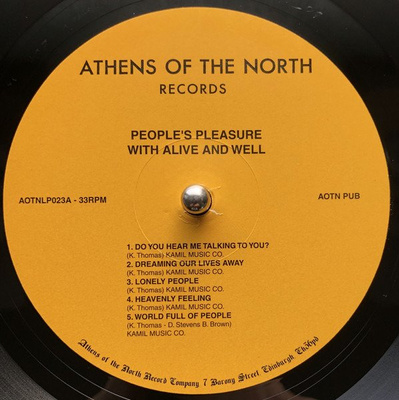 ATHENS OF THE NORTH
RECORDS
PEOPLE'S PLEASURE
WITH ALIVE AND WELL
AOTNLP023A - 33RPM
AOTN PUB
1. DO YOU HEAR ME TALKING TO YOU?
(K. Thomas) KAMIL MUSIC CO.
2. DREAMING OUR LIVES AWAY
(K. Thomas) KAMIL MUSIC CO.
3. LONELY PEOPLE
(K. Thomas) KAMIL MUSIC CO.
4. HEAVENLY FEELING
(K. Thomas) KAMIL MUSIC CO.
5. WORLD FULL OF PEOPLE
(K. Thomas - D. Stevens B. Brown)
KAMIL MUSIC CO.
Athens of the North Record Company 7 Barony Street Edinburgh